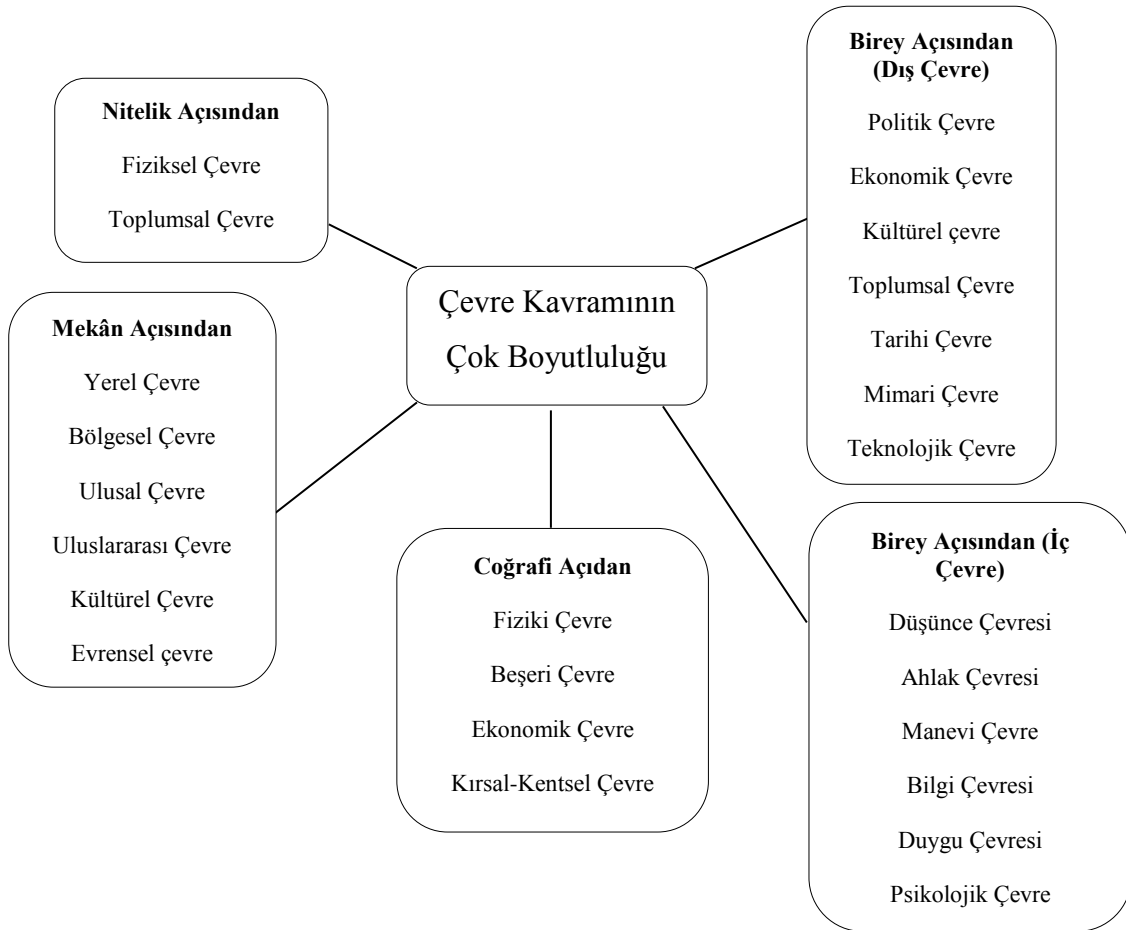 Nitelik Açısından
Fiziksel Çevre
Toplumsal Çevre
Mekân Açısından
Yerel Çevre
Bölgesel Çevre
Ulusal Çevre
Uluslararası Çevre
Kültürel Çevre
Evrensel çevre
Çevre Kavramının
Çok Boyutluluğu
Coğrafi Açıdan
Fiziki Çevre
Beşeri Çevre
Ekonomik Çevre
Kırsal-Kentsel Çevre
Birey Açısından
(Dış Çevre)
Politik Çevre
Ekonomik Çevre
Kültürel çevre
Toplumsal Çevre
Tarihi Çevre
Mimari Çevre
Teknolojik Çevre
Birey Açısından (İç
Çevre)
Düşünce Çevresi
Ahlak Çevresi
Manevi Çevre
Bilgi Çevresi
Duygu Çevresi
Psikolojik Çevre